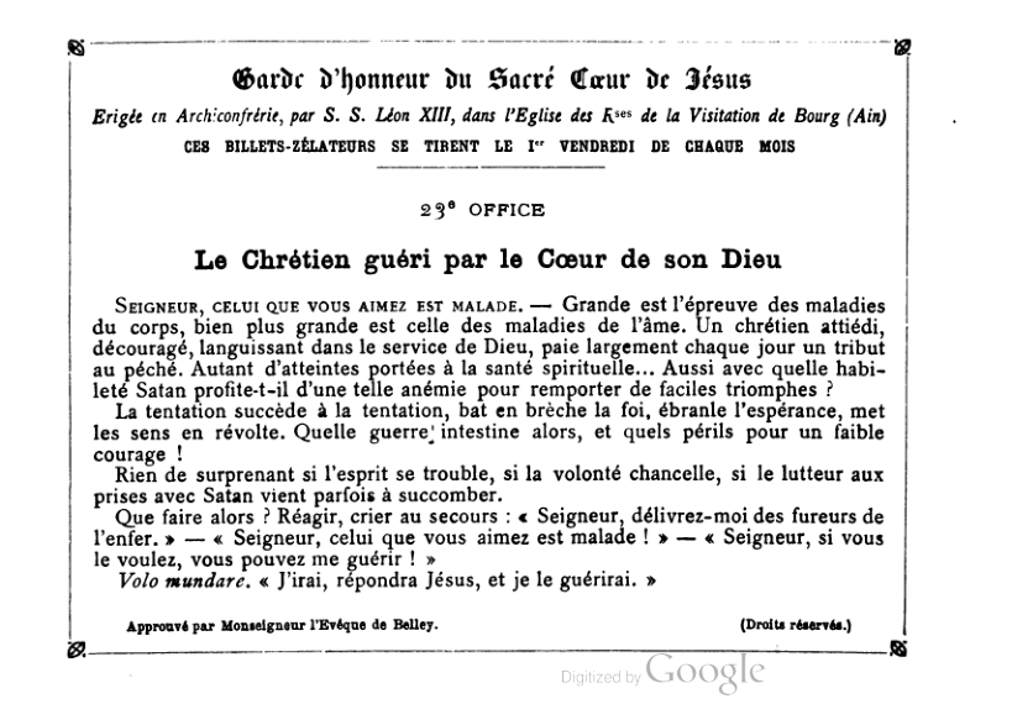 Garde d'honneur du Sacré Cœur de Jésus
Erigée en Archiconfrérie, par S. S. Léon XIII, dans l'Eglise des Rses de la Visitation de Bourg (Ain)
CES BILLETS-ZÉLATEURS SE TIRENT LE Ier VENDREDI DE CHAQUE MOIS
23e OFFICE
Le Chrétien guéri par le Cœur de son Dieu
SEIGNEUR, CELUI QUE VOUS AIMEZ EST MALADE. — Grande est l'épreuve des maladies
du corps, bien plus grande est celle des maladies de l'âme. Un chrétien attiédi,
découragé, languissant dans le service de Dieu, paie largement chaque jour un tribut
au péché. Autant d'atteintes portées à la santé spirituelle... Aussi avec quelle habi-
leté Satan profite-t-il d'une telle anémie pour remporter de faciles triomphes ?
La tentation succède à la tentation, bat en brèche la foi, ébranle l'espérance, met
les sens en révolte. Quelle guerre intestine alors, et quels périls pour un faible
courage !
Rien de surprenant si l'esprit se trouble, si la volonté chancelle, si le lutteur aux
prises avec Satan vient parfois à succomber.
Que faire alors ? Réagir, crier au secours : « Seigneur, délivrez-moi des fureurs de
l'enfer. » — « Seigneur, celui que vous aimez est malade ! » — « Seigneur, si vous
le voulez, vous pouvez me guérir ! »
Volo mundare. « J'irai, répondra Jésus, et je le guérirai. »
Approuvé par Monseigneur l'Evêque de Belley. (Droits réservés.)
Digitized by Google